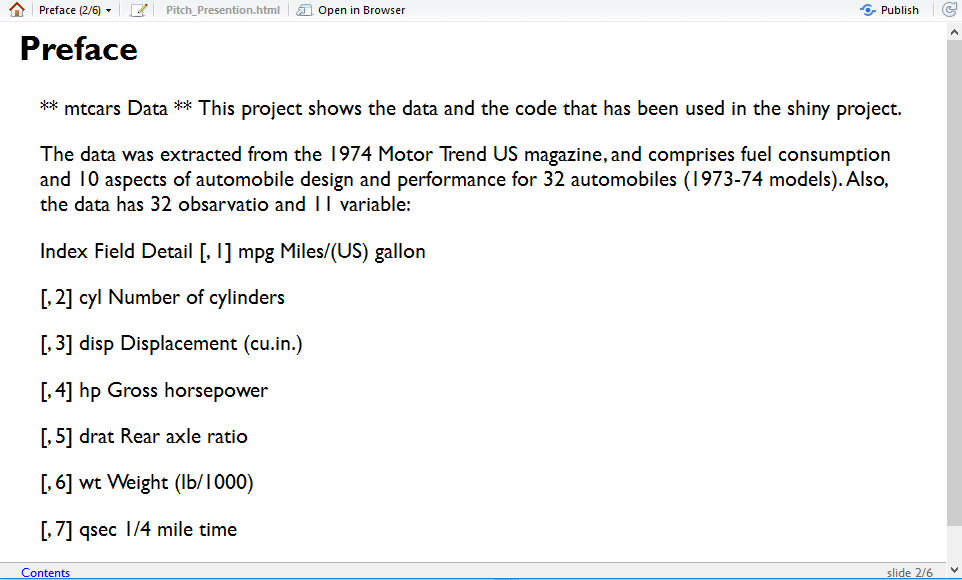 Preface (2/6) Pitch_Presention.html Open in Browser Publish
Preface
** mtcars Data ** This project shows the data and the code that has been used in the shiny project.
The data was extracted from the 1974 Motor Trend US magazine, and comprises fuel consumption
and 10 aspects of automobile design and performance for 32 automobiles (1973-74 models). Also,
the data has 32 obsarvatio and 11 variable:
Index Field Detail [, 1] mpg Miles/(US) gallon
[, 2] cyl Number of cylinders
[, 3] disp Displacement (cu.in.)
[, 4] hp Gross horsepower
[, 5] drat Rear axle ratio
[, 6] wt Weight (lb/1000)
[, 7] qsec 1/4 mile time
Contents slide 2/6